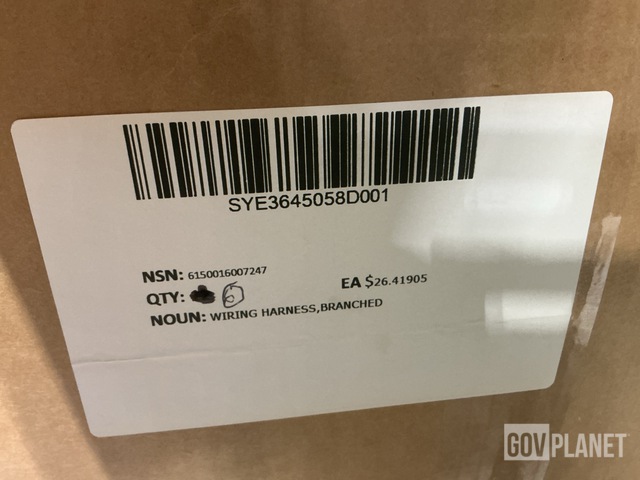 SYE3645058D001
NSN: 6150016007247
QTY: 6 EA $26.41905
NOUN: WIRING HARNESS,BRANCHED
GOVPLANET